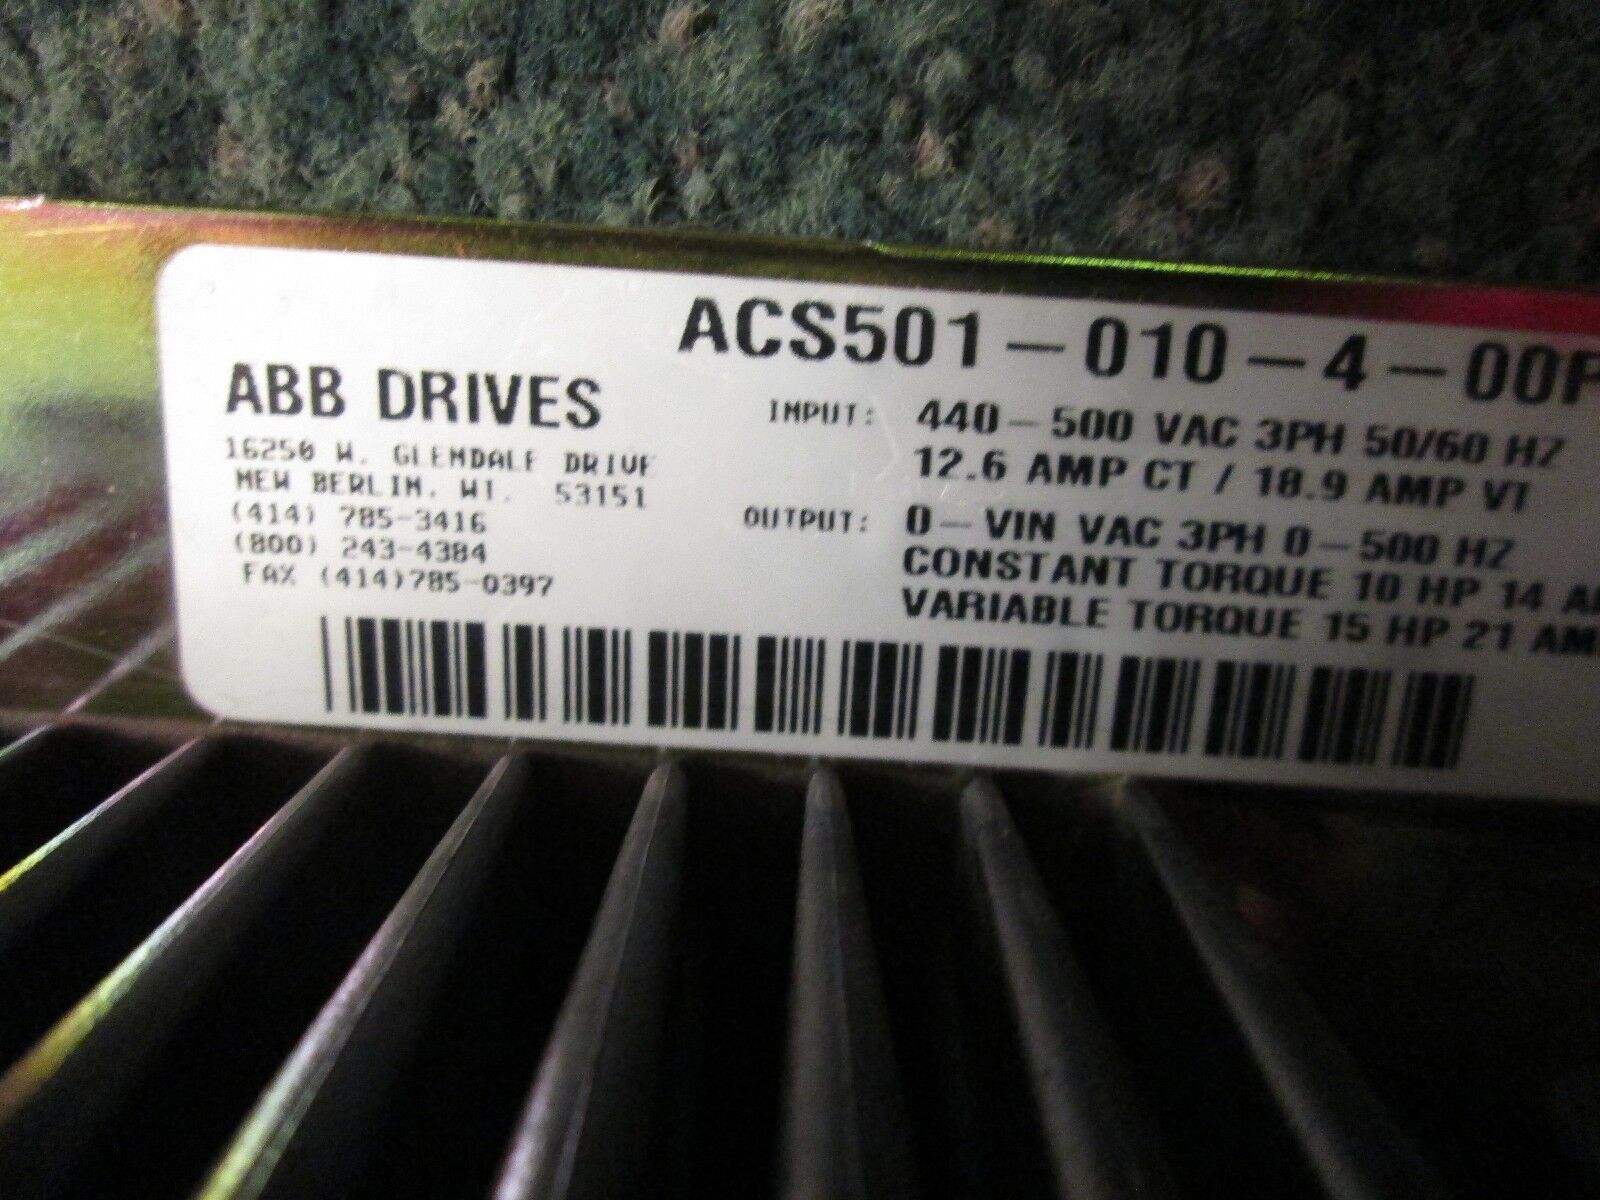 ACS501-010-4-00P
ABB DRIVES
16250 W. GLENDALE DRIVE
NEW BERLIN, WI. 53151
(414) 785-3416
(800) 243-4384
FAX (414)785-0397
INPUT: 440-500 VAC 3PH 50/60 HZ
12.6 AMP CT / 18.9 AMP VT
OUTPUT: 0-VIN VAC 3PH 0-500 HZ
CONSTANT TORQUE 10 HP 14
VARIABLE TORQUE 15 HP 21 AM